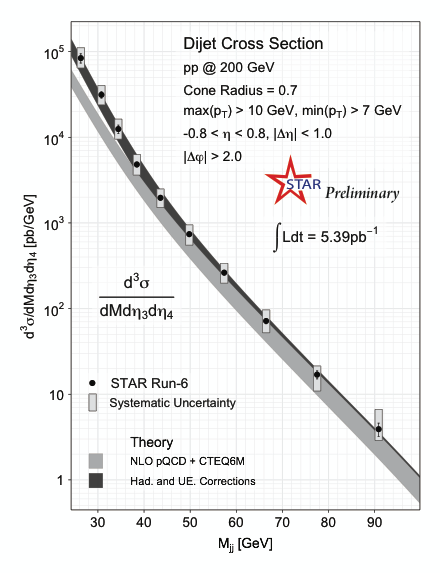 Dijet Cross Section
pp @ 200 GeV
Cone Radius = 0.7
max(p_T) > 10 GeV, min(p_T) > 7 GeV
-0.8 < η < 0.8, |Δη| < 1.0
|Δφ| > 2.0
STAR Preliminary
∫Ldt = 5.39pb⁻¹
d³σ
dMdη₃dη₄
STAR Run-6
Systematic Uncertainty
Theory
NLO pQCD + CTEQ6M
Had. and UE. Corrections
d³σ/dMdη₃dη₄ [pb/GeV]
10⁵
10⁴
10³
10²
10
1
30 40 50 60 70 80 90
M_jj [GeV]